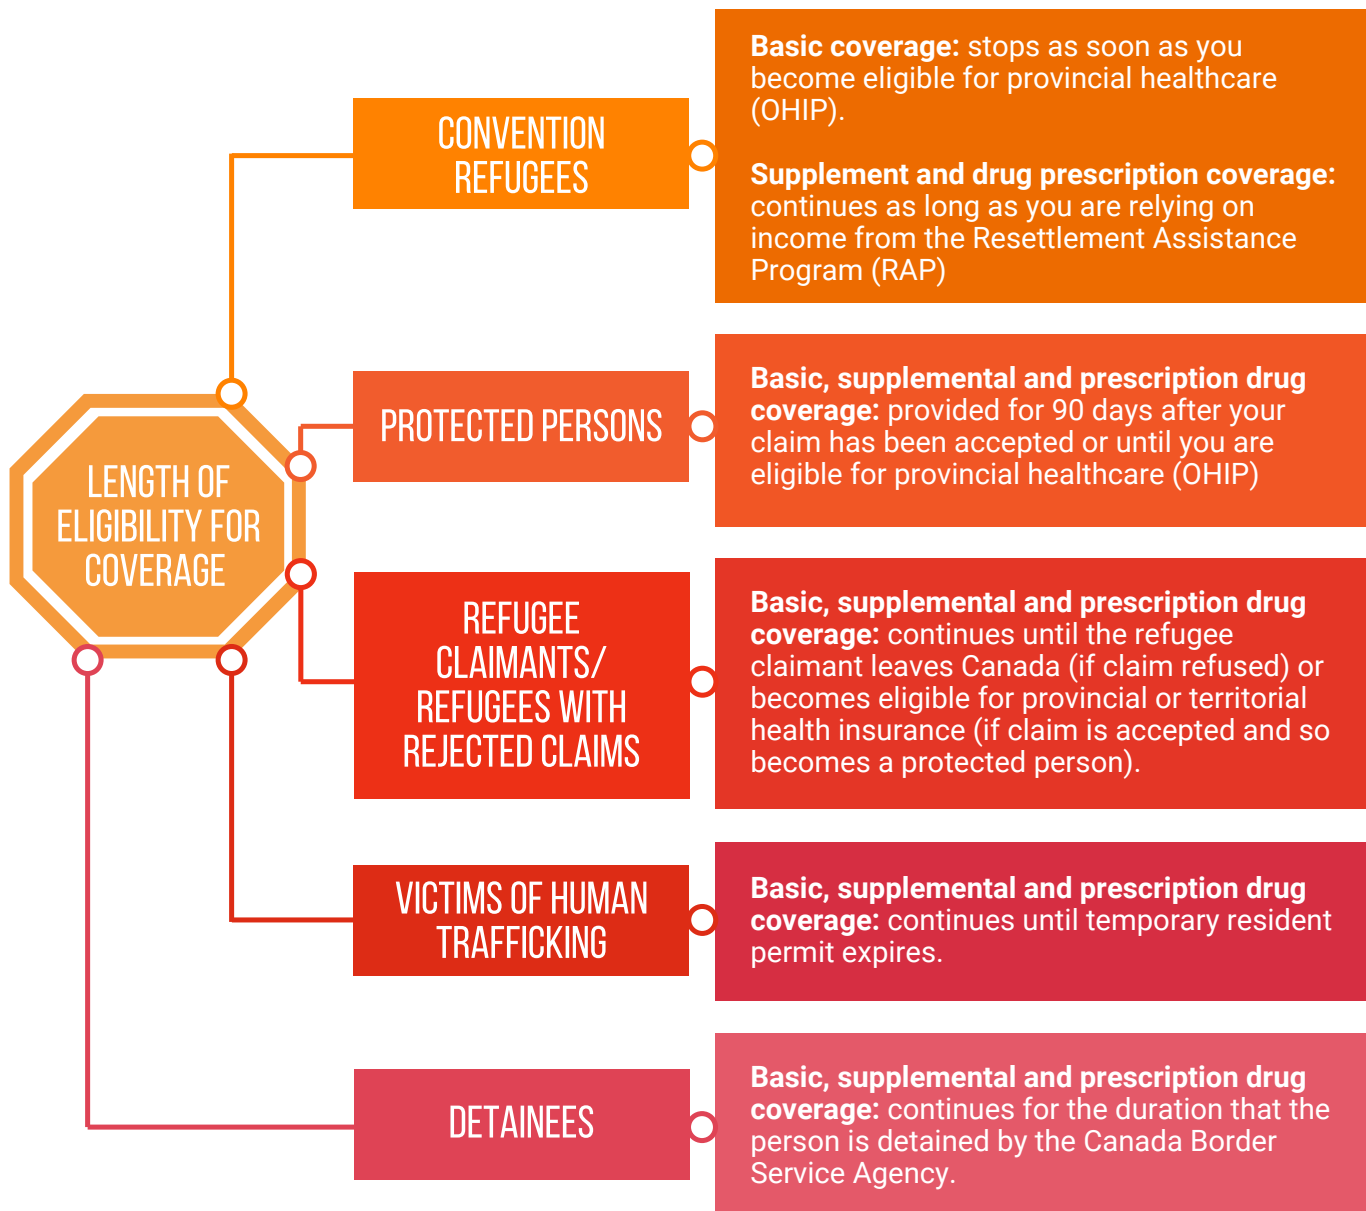 LENGTH OF
ELIGIBILITY FOR
COVERAGE
CONVENTION
REFUGEES
Basic coverage: stops as soon as you
become eligible for provincial healthcare
(OHIP).
Supplement and drug prescription coverage:
continues as long as you are relying on
income from the Resettlement Assistance
Program (RAP)
PROTECTED PERSONS
Basic, supplemental and prescription drug
coverage: provided for 90 days after your
claim has been accepted or until you are
eligible for provincial healthcare (OHIP)
REFUGEE
CLAIMANTS/
REFUGEES WITH
REJECTED CLAIMS
Basic, supplemental and prescription drug
coverage: continues until the refugee
claimant leaves Canada (if claim refused) or
becomes eligible for provincial or territorial
health insurance (if claim is accepted and so
becomes a protected person).
VICTIMS OF HUMAN
TRAFFICKING
Basic, supplemental and prescription drug
coverage: continues until temporary resident
permit expires.
DETAINEES
Basic, supplemental and prescription drug
coverage: continues for the duration that the
person is detained by the Canada Border
Service Agency.